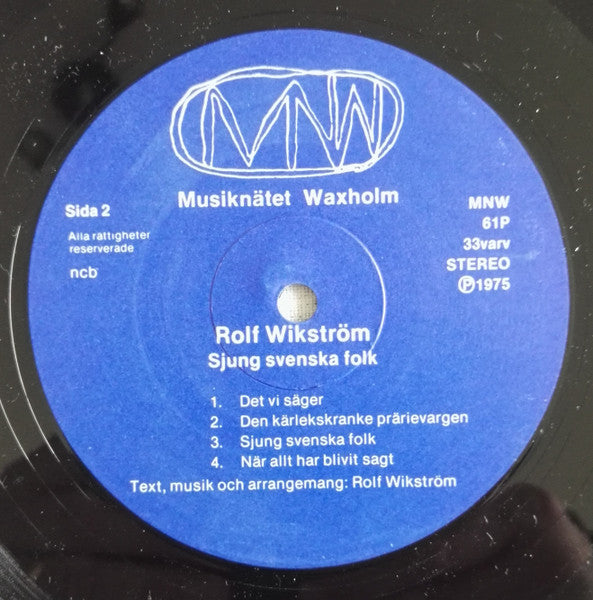 MNW
Musiknätet Waxholm
Sida 2
Alla rättigheter
reserverade
ncb
MNW
61P
33varv
STEREO
Ⓟ1975
Rolf Wikström
Sjung svenska folk
1. Det vi säger
2. Den kärlekskranke prärievargen
3. Sjung svenska folk
4. När allt har blivit sagt
Text, musik och arrangemang: Rolf Wikström